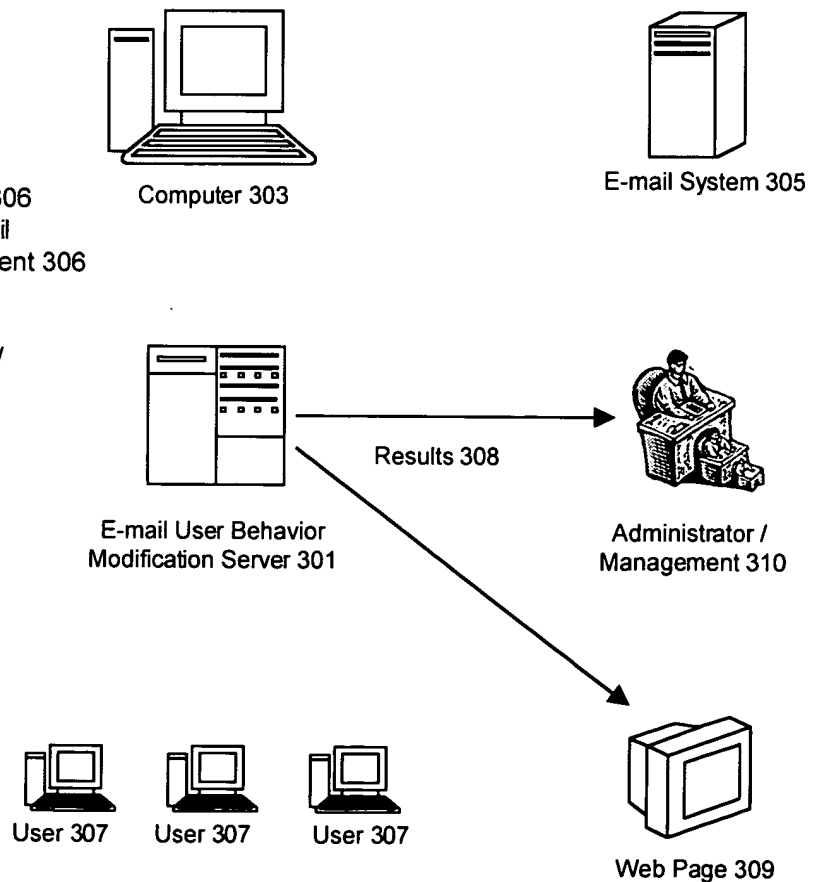 Computer 303
E-mail System 305
306
ent 306
Results 308
E-mail User Behavior
Modification Server 301
Administrator /
Management 310
User 307
User 307
User 307
Web Page 309